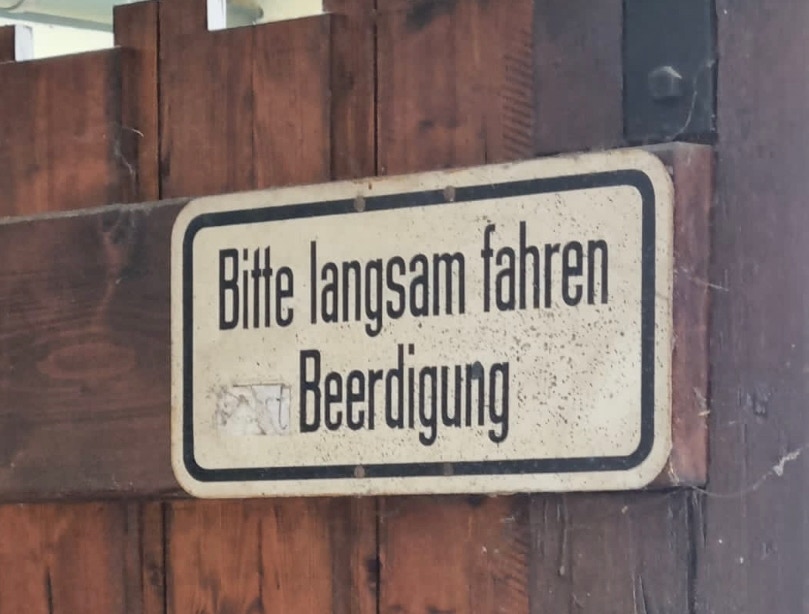 Bitte langsam fahren
Beerdigung